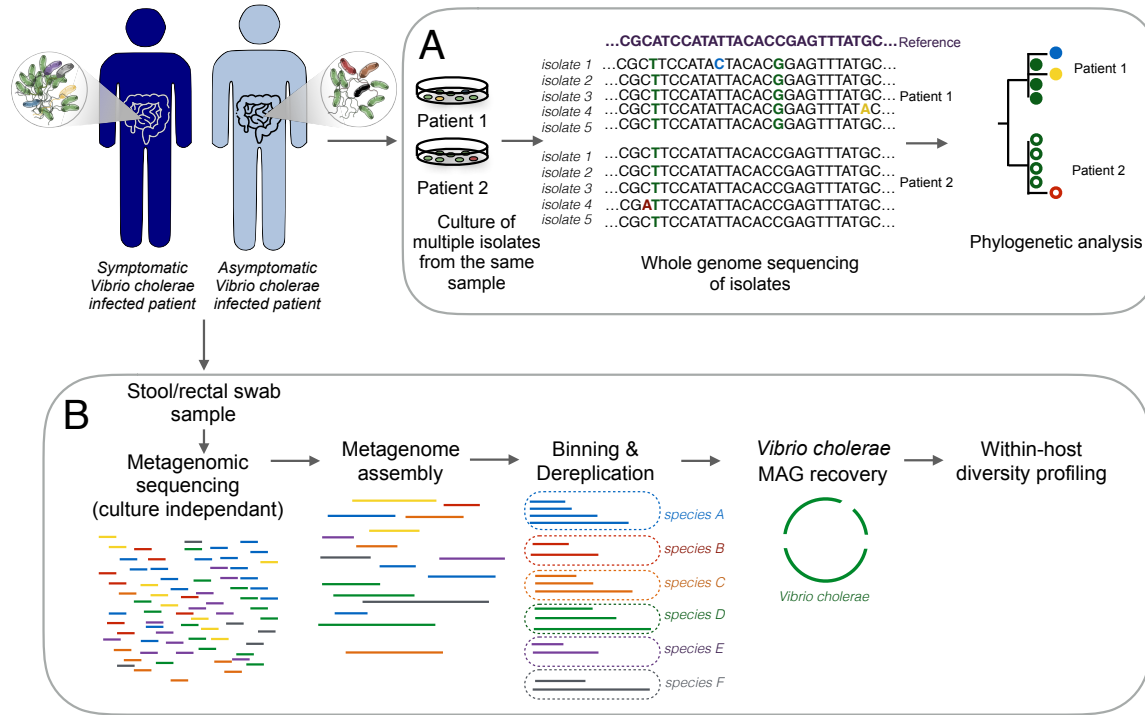 A
Patient 1
Patient 2
Culture of
multiple isolates
from the same
sample
...CGCATCCATATTACACCGAGTTTATGC... Reference
isolate 1 ...CGCTTCCATACTACACGGAGTTTATGC...
isolate 2 ...CGCTTCCATATTACACGGAGTTTATGC...
isolate 3 ...CGCTTCCATATTACACGGAGTTTATGC... Patient 1
isolate 4 ...CGCTTCCATATTACACGGAGTTTATAC...
isolate 5 ...CGCTTCCATATTACACGGAGTTTATGC...
isolate 1 ...CGCTTCCATATTACACCGAGTTTATGC...
isolate 2 ...CGCTTCCATATTACACCGAGTTTATGC...
isolate 3 ...CGCTTCCATATTACACCGAGTTTATGC... Patient 2
isolate 4 ...CGATTCCATATTACACCGAGTTTATGC...
isolate 5 ...CGCTTCCATATTACACCGAGTTTATGC...
Whole genome sequencing
of isolates
Patient 1
Patient 2
Phylogenetic analysis
Symptomatic
Vibrio cholerae
infected patient
Asymptomatic
Vibrio cholerae
infected patient
B
Stool/rectal swab
sample
Metagenomic
sequencing
(culture independant)
Metagenome
assembly
Binning &
Dereplication
species A
species B
species C
species D
species E
species F
Vibrio cholerae
MAG recovery
Vibrio cholerae
Within-host
diversity profiling